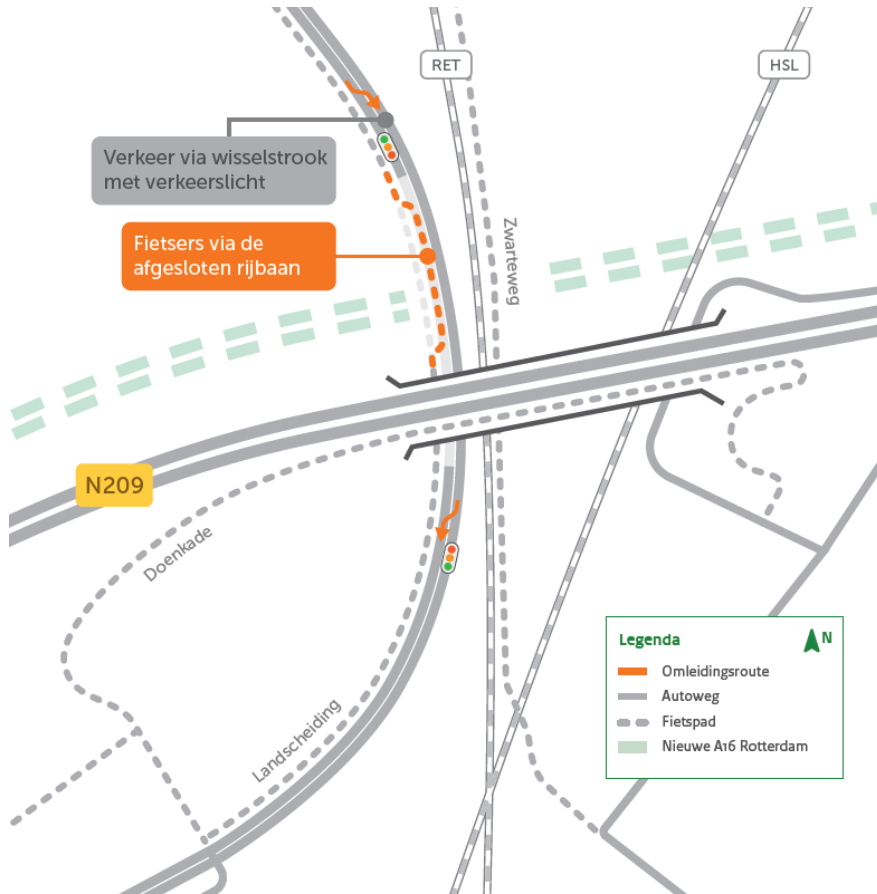 RET
HSL
Verkeer via wisselstrook
met verkeerslicht
Zwarteweg
Fietsers via de
afgesloten rijbaan
N209
Doenkade
Landscheiding
Legenda
N
Omleidingsroute
Autoweg
Fietspad
Nieuwe A16 Rotterdam